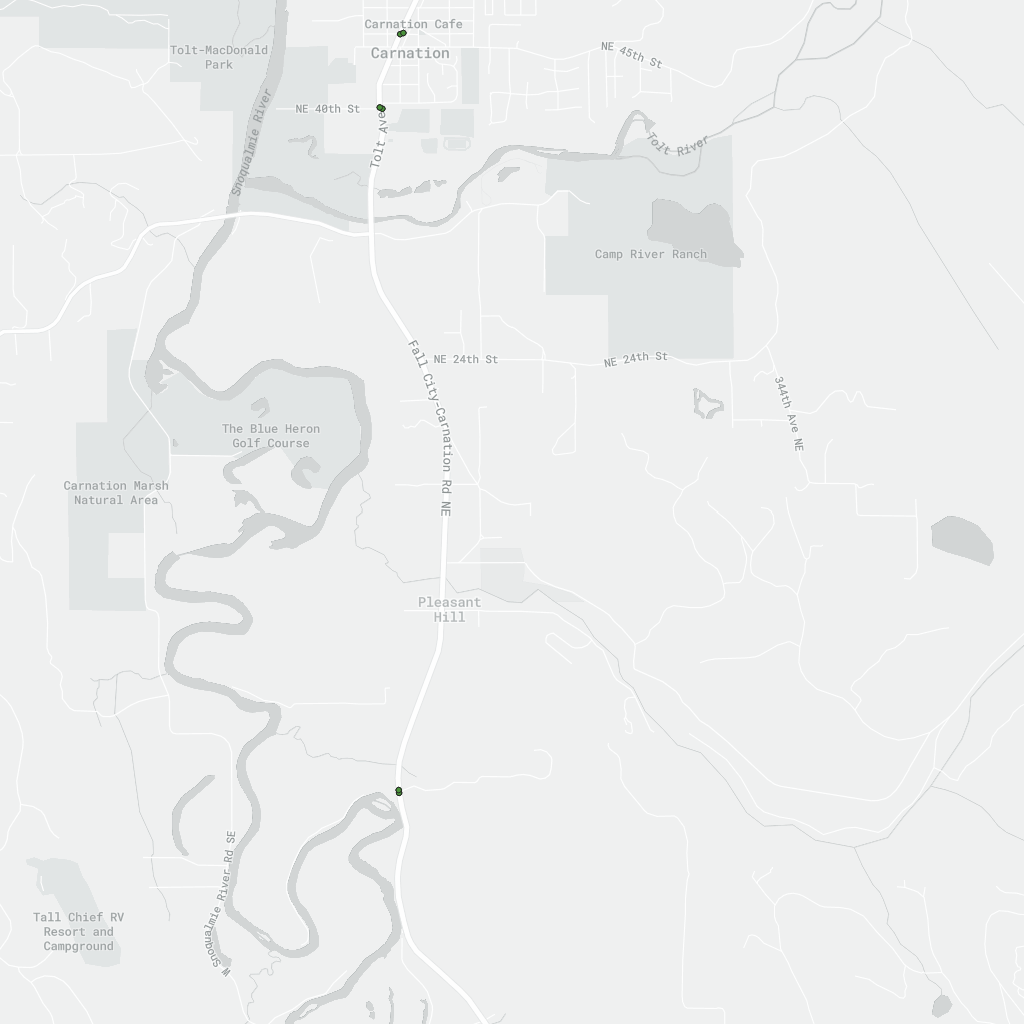 Carnation Cafe
Carnation
Tolt-MacDonald
Park
NE 45th St
NE 40th St
Snoqualmie River
Tolt Ave
Tolt River
Camp River Ranch
Fall City-Carnation Rd NE
NE 24th St
NE 24th St
344th Ave NE
The Blue Heron
Golf Course
Carnation Marsh
Natural Area
Pleasant
Hill
W Snoqualmie River Rd SE
Tall Chief RV
Resort and
Campground